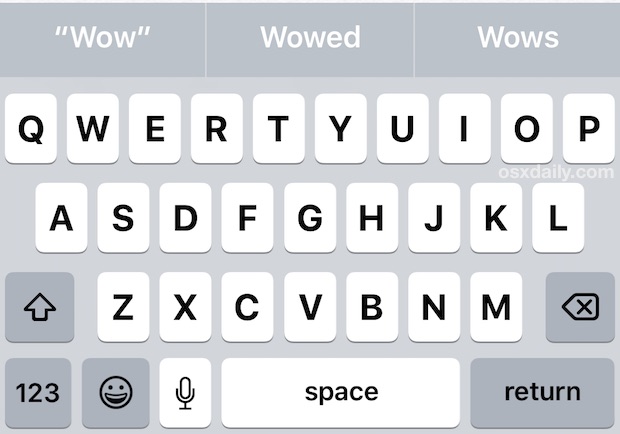 “Wow” Wowed Wows
Q W E R T Y U I O P
osxdaily.com
A S D F G H J K L
Z X C V B N M
123 space return